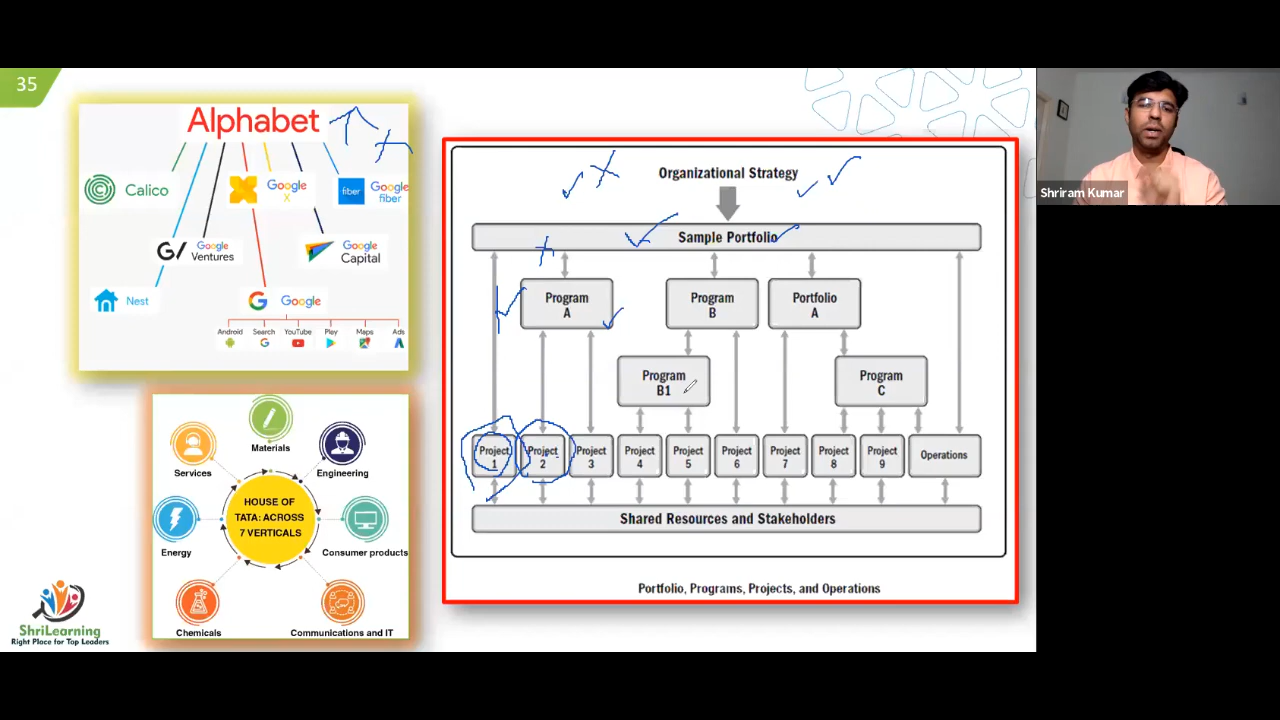 35
Alphabet
Calico
Google
X
Google
fiber
fiber
G/ Google
Ventures
Google
Capital
Nest
G Google
Android Search YouTube Play Maps Ads
Materials
Services
Engineering
HOUSE OF
TATA: ACROSS
7 VERTICALS
Energy
Consumer products
Chemicals
Communications and IT
ShriLearning
Right Place for Top Leaders
Organizational Strategy
Sample Portfolio
Program
A
Program
B
Portfolio
A
Program
B1
Program
C
Project
1
Project
2
Project
3
Project
4
Project
5
Project
6
Project
7
Project
8
Project
9
Operations
Shared Resources and Stakeholders
Portfolio, Programs, Projects, and Operations
Shriram Kumar